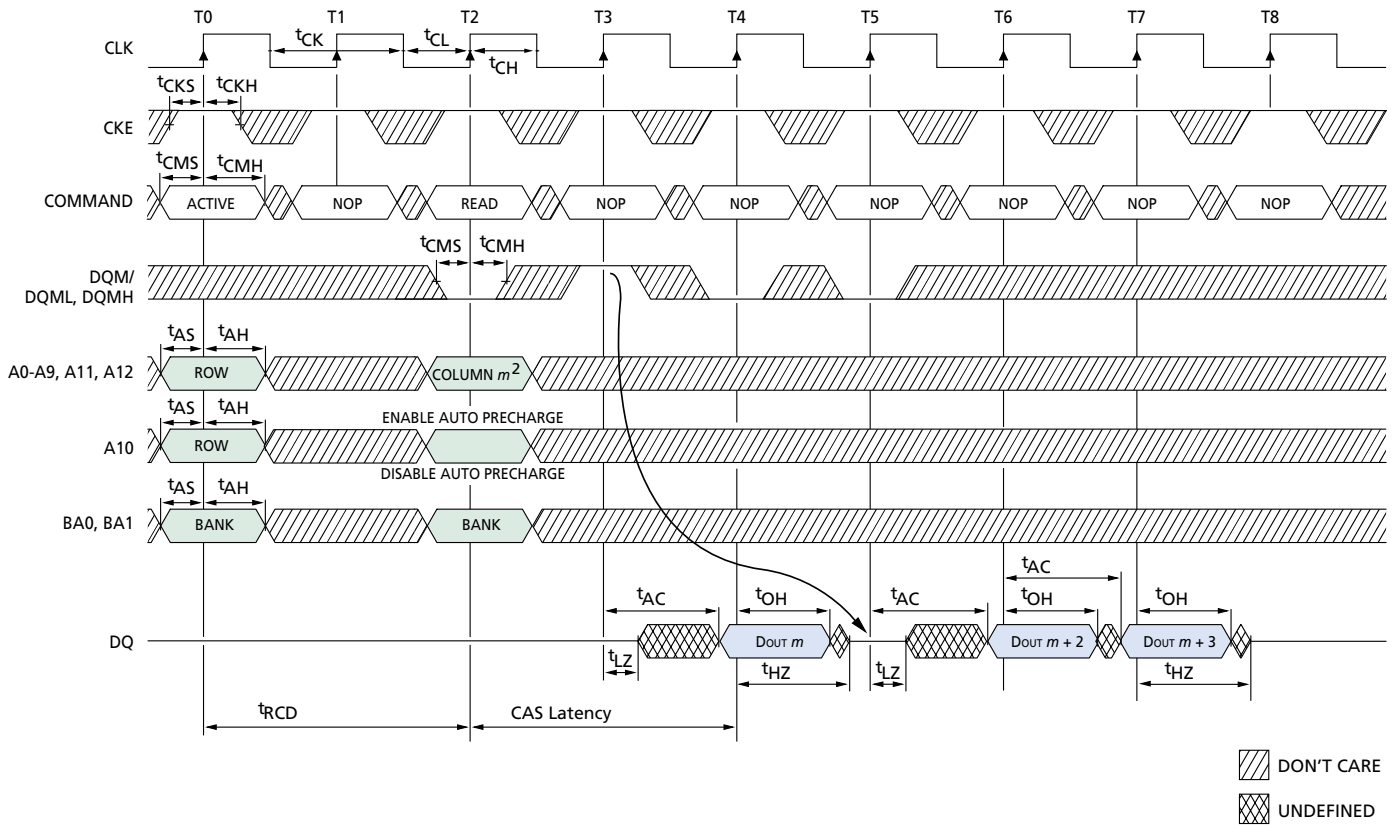 T0 T1 T2 T3 T4 T5 T6 T7 T8
CLK
tCK tCL
tCH
tCKS tCKH
CKE
tCMS tCMH
COMMAND ACTIVE NOP READ NOP NOP NOP NOP NOP NOP
tCMS tCMH
DQM/
DQML, DQMH
tAS tAH
A0-A9, A11, A12 ROW COLUMN m2
tAS tAH
ENABLE AUTO PRECHARGE
A10 ROW
DISABLE AUTO PRECHARGE
tAS tAH
BA0, BA1 BANK BANK
tAC
tAC tOH tAC tOH tOH
DQ DOUT m DOUT m + 2 DOUT m + 3
tLZ tHZ tLZ tHZ
tRCD CAS Latency
DON'T CARE
UNDEFINED